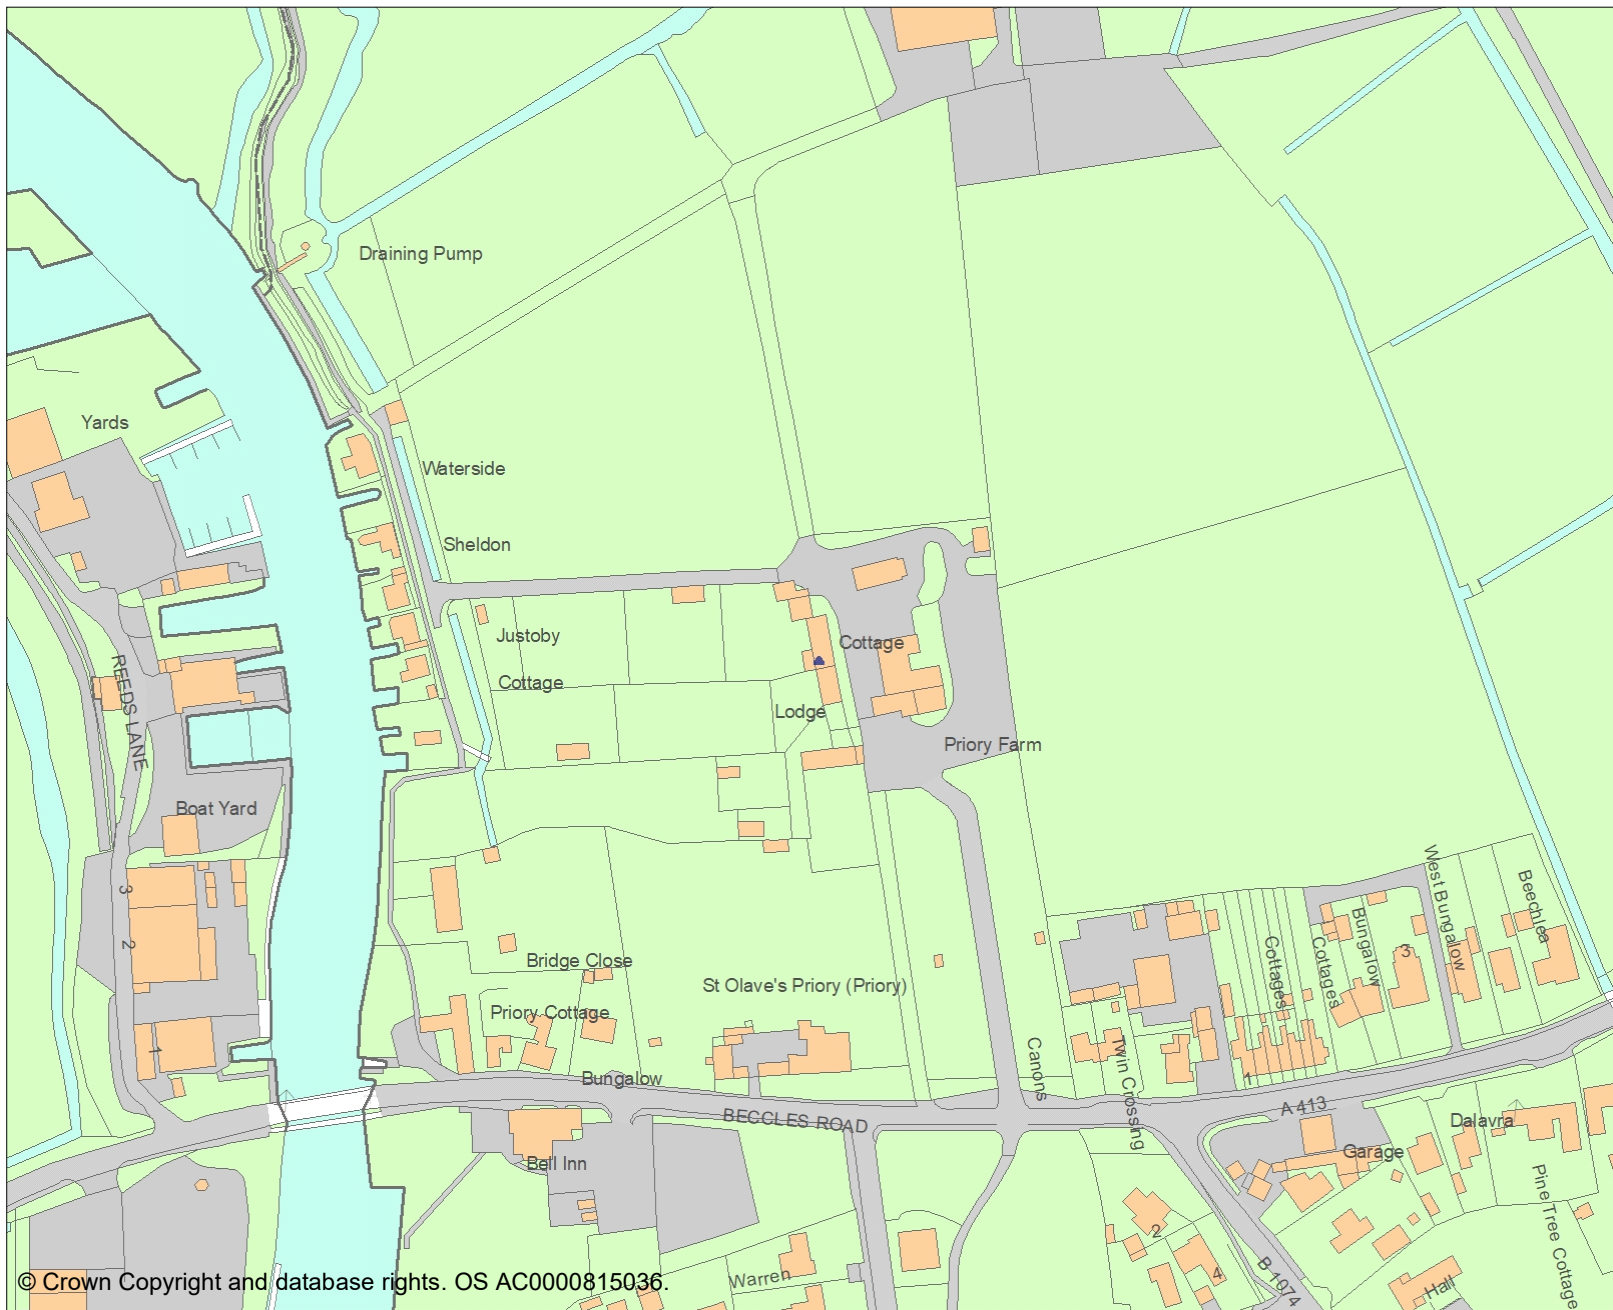 Draining Pump
Yards
Waterside
Sheldon
Justoby
Cottage
Cottage
Lodge
Priory Farm
REEDS LANE
Boat Yard
3
2
1
Bridge Close
St Olave's Priory (Priory)
Priory Cottage
Bungalow
BECCLES ROAD
Bell Inn
Canons
Twin Crossing
Cottages
Cottages
Bungalow
3
West Bungalow
Beechlea
1
A 413
Garage
Dalavra
Pine Tree Cottage
2
4
B 1074
Hall
Warren
© Crown Copyright and database rights. OS AC0000815036.